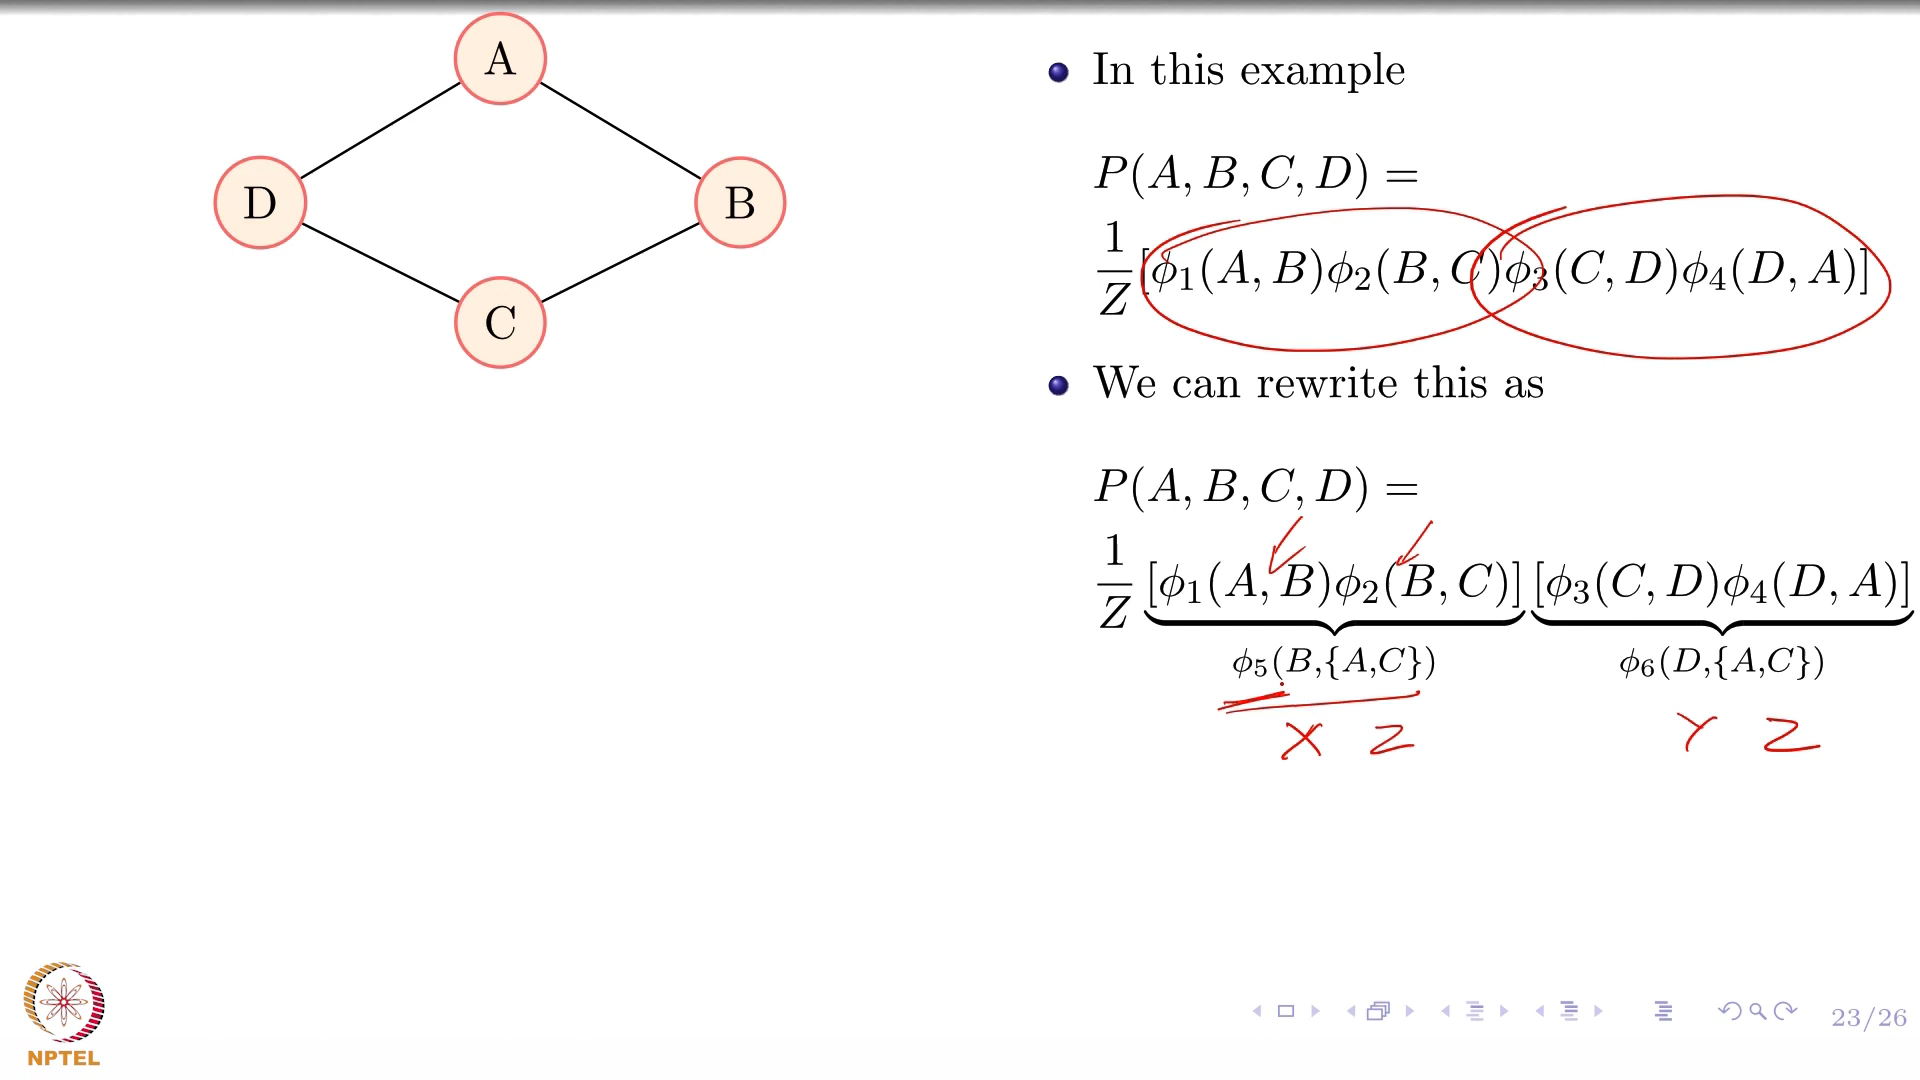 A
D
B
C
In this example
P(A, B, C, D) =
1/Z [ϕ₁(A, B)ϕ₂(B, C)ϕ₃(C, D)ϕ₄(D, A)]
We can rewrite this as
P(A, B, C, D) =
1/Z [ϕ₁(A, B)ϕ₂(B, C)] [ϕ₃(C, D)ϕ₄(D, A)]
ϕ₅(B,{A,C}) ϕ₆(D,{A,C})
X Z Y Z
NPTEL
23/26